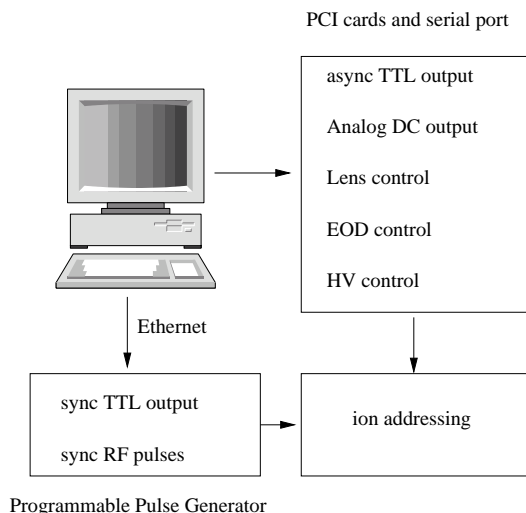 PCI cards and serial port
async TTL output
Analog DC output
Lens control
EOD control
HV control
Ethernet
sync TTL output
sync RF pulses
ion addressing
Programmable Pulse Generator